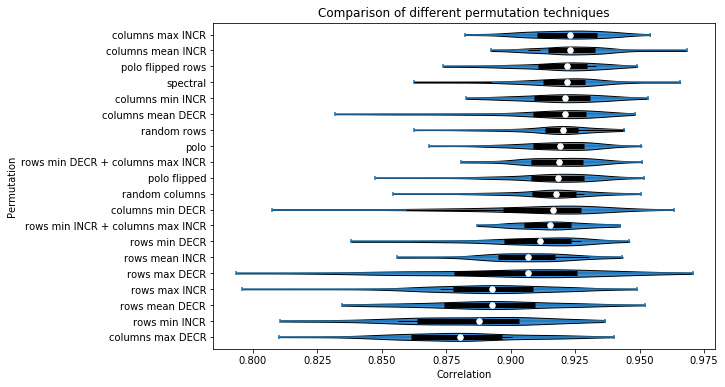 Comparison of different permutation techniques
Permutation
columns max INCR
columns mean INCR
polo flipped rows
spectral
columns min INCR
columns mean DECR
random rows
polo
rows min DECR + columns max INCR
polo flipped
random columns
columns min DECR
rows min INCR + columns max INCR
rows min DECR
rows mean INCR
rows max DECR
rows max INCR
rows mean DECR
rows min INCR
columns max DECR
0.800 0.825 0.850 0.875 0.900 0.925 0.950 0.975
Correlation